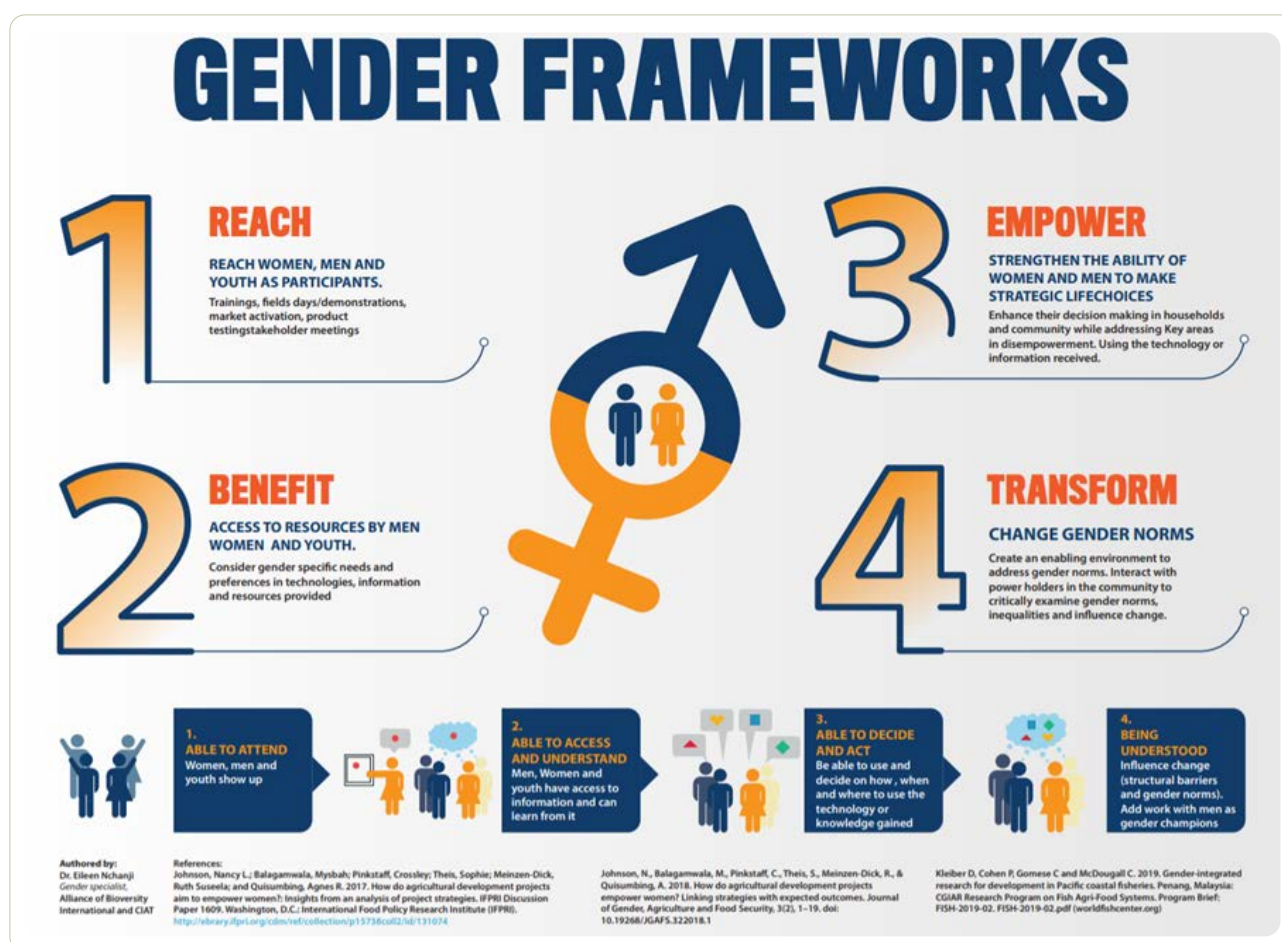 GENDER FRAMEWORKS
1
REACH
REACH WOMEN, MEN AND
YOUTH AS PARTICIPANTS.
Trainings, fields days/demonstrations,
market activation, product
testingstakeholder meetings
2
BENEFIT
ACCESS TO RESOURCES BY MEN
WOMEN AND YOUTH.
Consider gender specific needs and
preferences in technologies, information
and resources provided
3
EMPOWER
STRENGTHEN THE ABILITY OF
WOMEN AND MEN TO MAKE
STRATEGIC LIFECHOICES
Enhance their decision making in households
and community while addressing Key areas
in disempowerment. Using the technology or
information received.
4
TRANSFORM
CHANGE GENDER NORMS
Create an enabling environment to
address gender norms. Interact with
power holders in the community to
critically examine gender norms,
inequalities and influence change.
1.
ABLE TO ATTEND
Women, men and
youth show up
2.
ABLE TO ACCESS
AND UNDERSTAND
Men, Women and
youth have access to
information and can
learn from it
3.
ABLE TO DECIDE
AND ACT
Be able to use and
decide on how , when
and where to use the
technology or
knowledge gained
4.
BEING
UNDERSTOOD
Influence change
(structural barriers
and gender norms).
Add work with men as
gender champions
Authored by:
Dr. Eileen Nchanji
Gender specialist,
Alliance of Bioversity
International and CIAT
References:
Johnson, Nancy L.; Balagamwala, Mysbah; Pinkstaff, Crossley; Theis, Sophie; Meinzen-Dick,
Ruth Suseela; and Quisumbing, Agnes R. 2017. How do agricultural development projects
aim to empower women?: Insights from an analysis of project strategies. IFPRI Discussion
Paper 1609. Washington, D.C.: International Food Policy Research Institute (IFPRI).
http://ebrary.ifpri.org/cdm/ref/collection/p15738coll2/id/131074
Johnson, N., Balagamwala, M., Pinkstaff, C., Theis, S., Meinzen-Dick, R., &
Quisumbing, A. 2018. How do agricultural development projects
empower women? Linking strategies with expected outcomes. Journal
of Gender, Agriculture and Food Security, 3(2), 1–19. doi:
10.19268/JGAFS.322018.1
Kleiber D, Cohen P, Gomese C and McDougall C. 2019. Gender-integrated
research for development in Pacific coastal fisheries. Penang, Malaysia:
CGIAR Research Program on Fish Agri-Food Systems. Program Brief:
FISH-2019-02. FISH-2019-02.pdf (worldfishcenter.org)